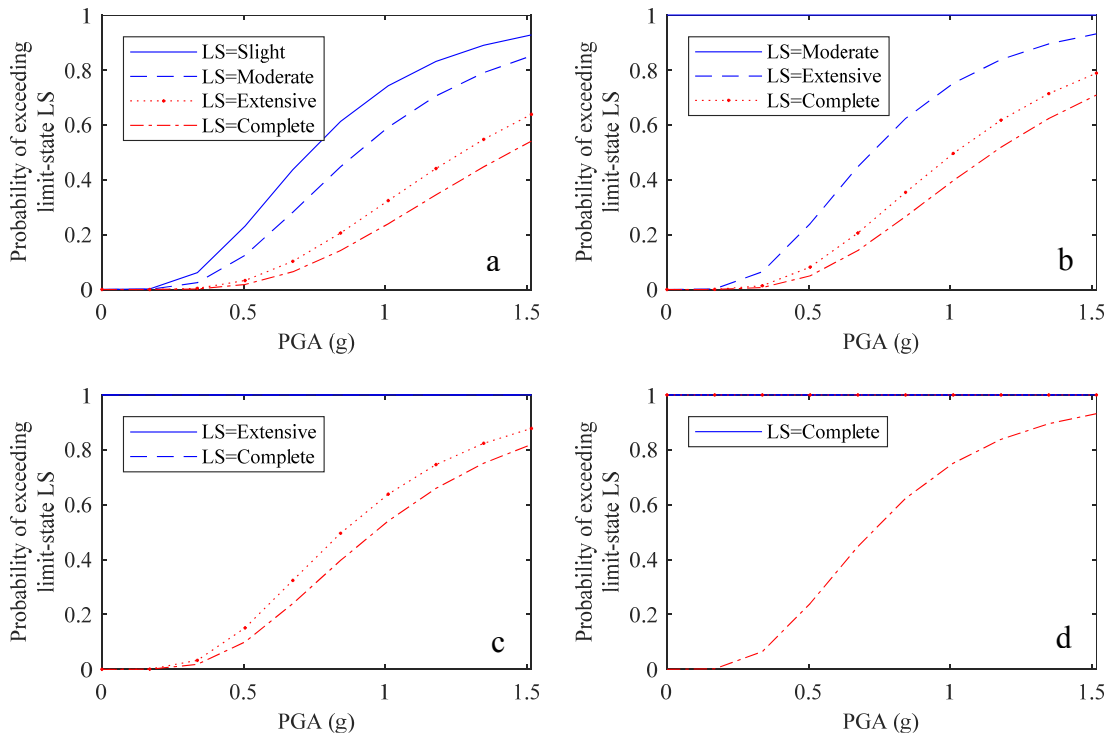 Probability of exceeding
limit-state LS
1
0.8
0.6
0.4
0.2
0
LS=Slight
LS=Moderate
LS=Extensive
LS=Complete
a
0
0.5
1
1.5
PGA (g)
Probability of exceeding
limit-state LS
1
0.8
0.6
0.4
0.2
0
LS=Moderate
LS=Extensive
LS=Complete
b
0
0.5
1
1.5
PGA (g)
Probability of exceeding
limit-state LS
1
0.8
0.6
0.4
0.2
0
LS=Extensive
LS=Complete
c
0
0.5
1
1.5
PGA (g)
Probability of exceeding
limit-state LS
1
0.8
0.6
0.4
0.2
0
LS=Complete
d
0
0.5
1
1.5
PGA (g)